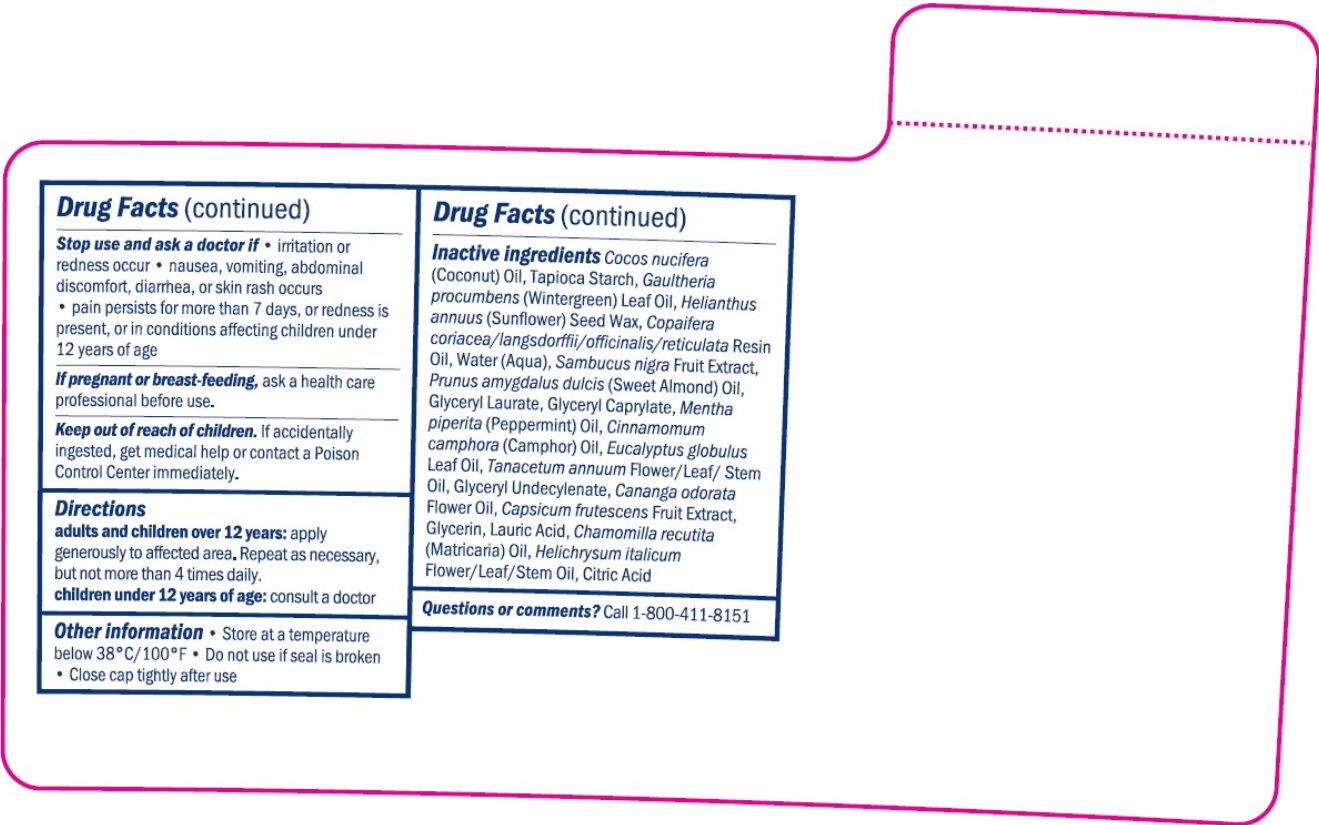 Drug Facts (continued)
Stop use and ask a doctor if • irritation or
redness occur • nausea, vomiting, abdominal
discomfort, diarrhea, or skin rash occurs
• pain persists for more than 7 days, or redness is
present, or in conditions affecting children under
12 years of age
If pregnant or breast-feeding, ask a health care
professional before use.
Keep out of reach of children. If accidentally
ingested, get medical help or contact a Poison
Control Center immediately.
Directions
adults and children over 12 years: apply
generously to affected area. Repeat as necessary,
but not more than 4 times daily.
children under 12 years of age: consult a doctor
Other information • Store at a temperature
below 38°C/100°F • Do not use if seal is broken
• Close cap tightly after use
Drug Facts (continued)
Inactive ingredients Cocos nucifera
(Coconut) Oil, Tapioca Starch, Gaultheria
procumbens (Wintergreen) Leaf Oil, Helianthus
annuus (Sunflower) Seed Wax, Copaifera
coriacea/langsdorffii/officinalis/reticulata Resin
Oil, Water (Aqua), Sambucus nigra Fruit Extract,
Prunus amygdalus dulcis (Sweet Almond) Oil,
Glyceryl Laurate, Glyceryl Caprylate, Mentha
piperita (Peppermint) Oil, Cinnamomum
camphora (Camphor) Oil, Eucalyptus globulus
Leaf Oil, Tanacetum annuum Flower/Leaf/ Stem
Oil, Glyceryl Undecylenate, Cananga odorata
Flower Oil, Capsicum frutescens Fruit Extract,
Glycerin, Lauric Acid, Chamomilla recutita
(Matricaria) Oil, Helichrysum italicum
Flower/Leaf/Stem Oil, Citric Acid
Questions or comments? Call 1-800-411-8151